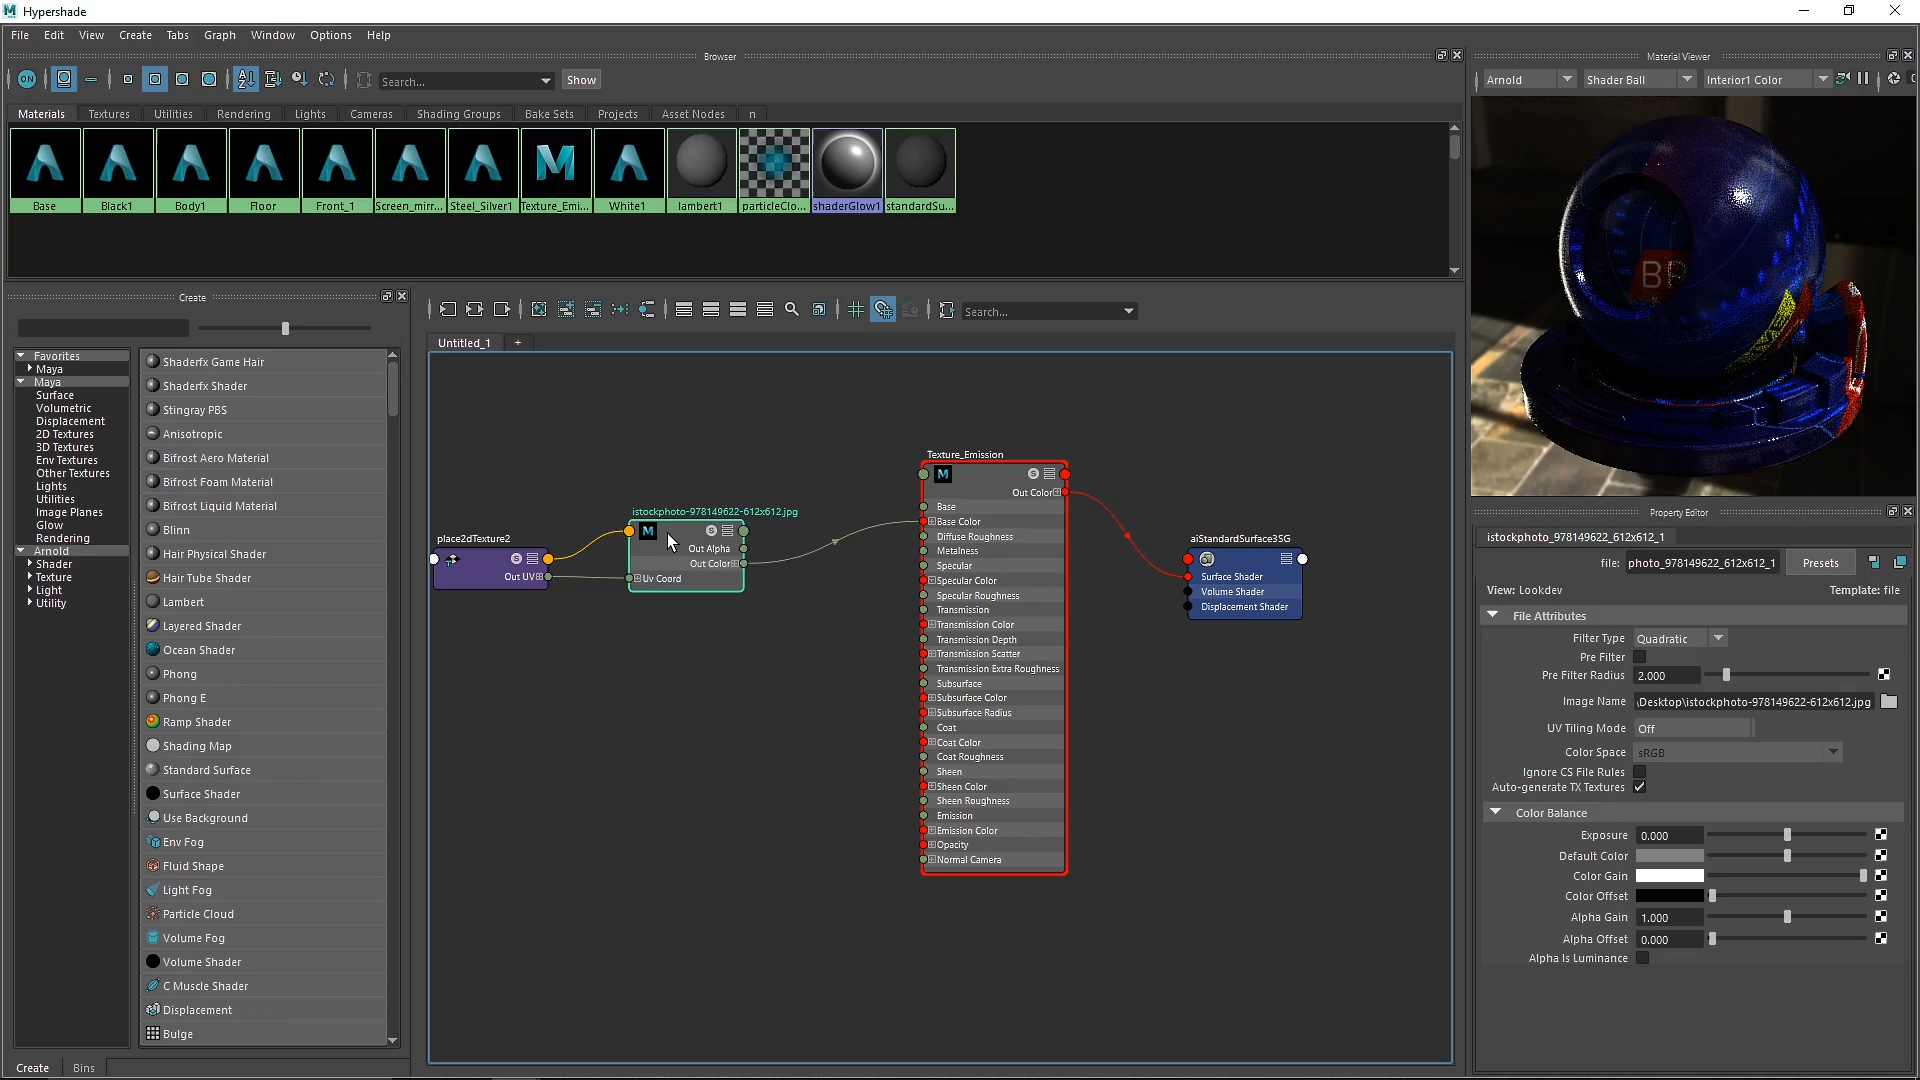 Hypershade
File Edit View Create Tabs Graph Window Options Help
Browser
Material Viewer
ON
Search...
Show
Arnold
Shader Ball
Interior1 Color
Materials Textures Utilities Rendering Lights Cameras Shading Groups Bake Sets Projects Asset Nodes n
Base Black1 Body1 Floor Front_1 Screen_mirr... Steel_Silver1 Texture_Emi... White1 lambert1 particleClo... shaderGlow1 standardSu...
Create
Search...
Untitled_1 +
Favorites
Maya
Maya
Surface
Volumetric
Displacement
2D Textures
3D Textures
Env Textures
Other Textures
Lights
Utilities
Image Planes
Glow
Rendering
Arnold
Shader
Texture
Light
Utility
Shaderfx Game Hair
Shaderfx Shader
Stingray PBS
Anisotropic
Bifrost Aero Material
Bifrost Foam Material
Bifrost Liquid Material
Blinn
Hair Physical Shader
Hair Tube Shader
Lambert
Layered Shader
Ocean Shader
Phong
Phong E
Ramp Shader
Shading Map
Standard Surface
Surface Shader
Use Background
Env Fog
Fluid Shape
Light Fog
Particle Cloud
Volume Fog
Volume Shader
C Muscle Shader
Displacement
Bulge
Create Bins
place2dTexture2
Out UV
istockphoto-978149622-612x612.jpg
Out Alpha
Out Color
Uv Coord
Texture_Emission
Out Color
Base
Base Color
Diffuse Roughness
Metalness
Specular
Specular Color
Specular Roughness
Transmission
Transmission Color
Transmission Depth
Transmission Scatter
Transmission Extra Roughness
Subsurface
Subsurface Color
Subsurface Radius
Coat
Coat Color
Coat Roughness
Sheen
Sheen Color
Sheen Roughness
Emission
Emission Color
Opacity
Normal Camera
aiStandardSurface3SG
Surface Shader
Volume Shader
Displacement Shader
Property Editor
istockphoto_978149622_612x612_1
file: photo_978149622_612x612_1 Presets
View: Lookdev Template: file
File Attributes
Filter Type Quadratic
Pre Filter
Pre Filter Radius 2.000
Image Name \Desktop\istockphoto-978149622-612x612.jpg
UV Tiling Mode Off
Color Space sRGB
Ignore CS File Rules
Auto-generate TX Textures
Color Balance
Exposure 0.000
Default Color
Color Gain
Color Offset
Alpha Gain 1.000
Alpha Offset 0.000
Alpha Is Luminance